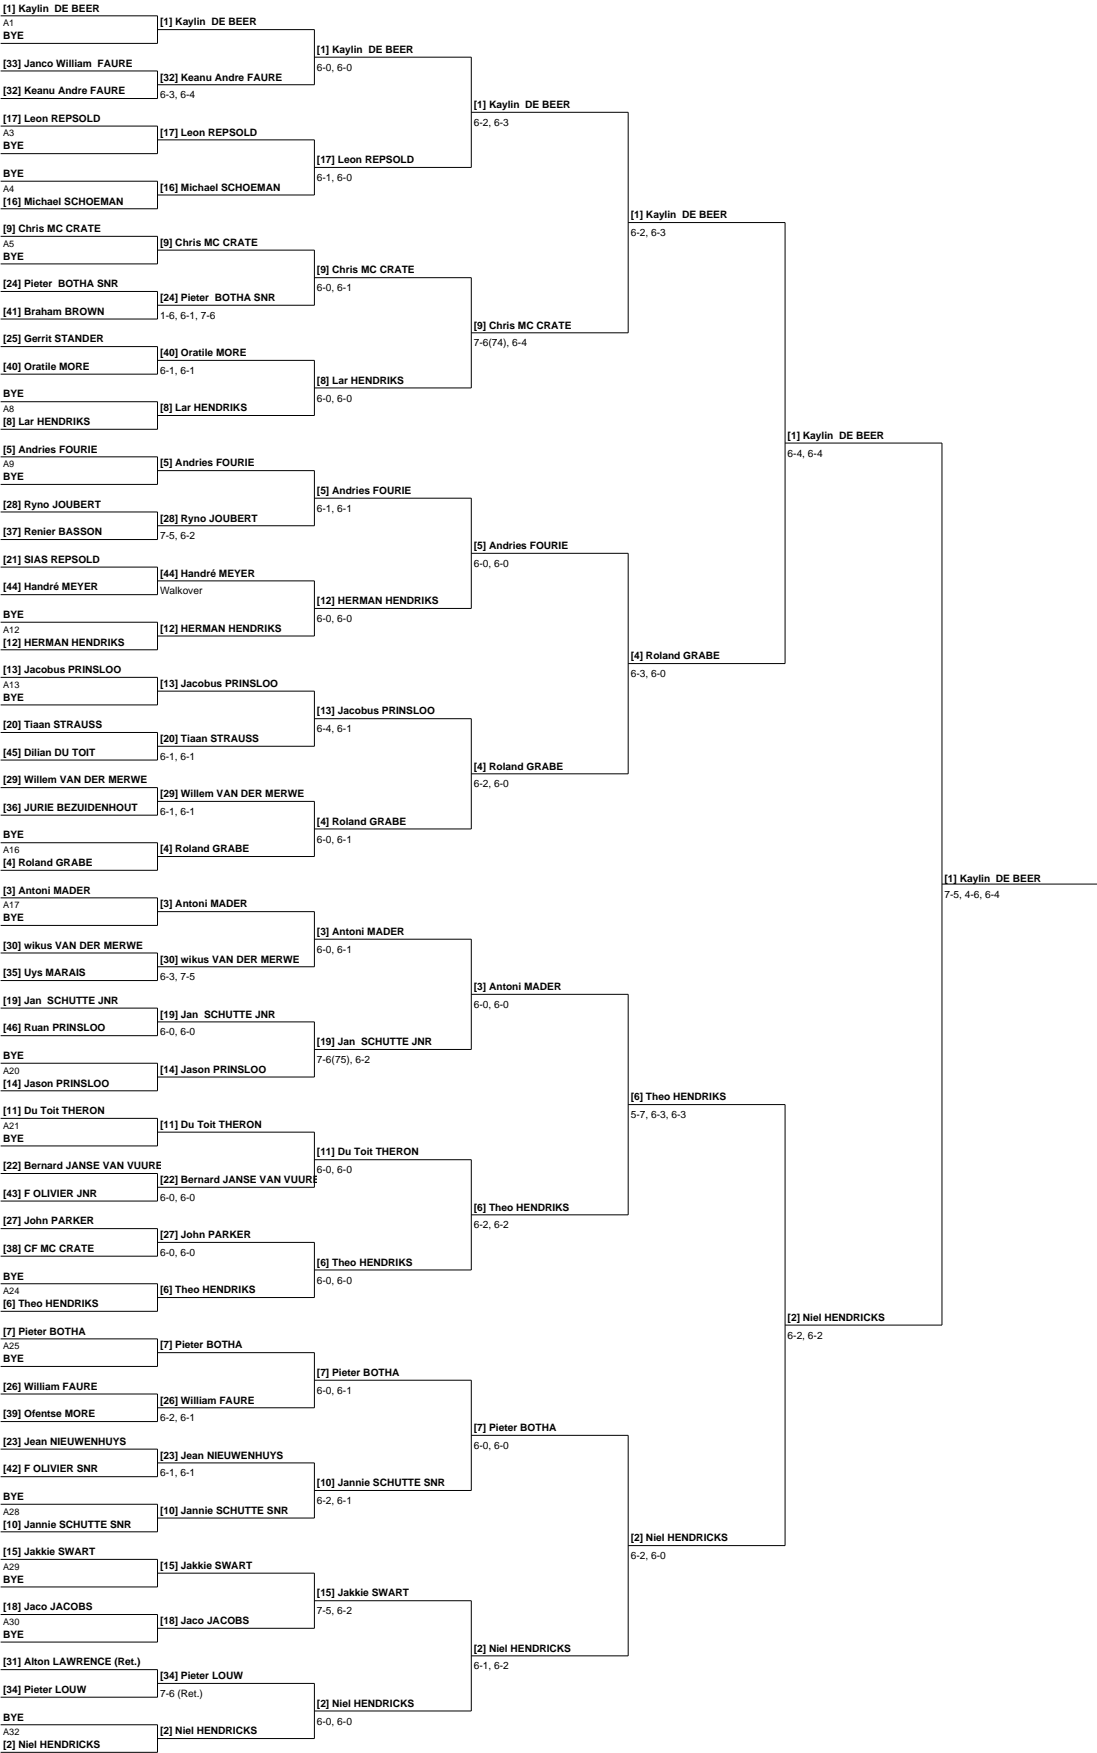 [1] Kaylin  DE BEER
A1
BYE
[33] Janco William  FAURE
[32] Keanu Andre FAURE
[17] Leon REPSOLD
A3
BYE
BYE
A4
[16] Michael SCHOEMAN
[9] Chris MC CRATE
A5
BYE
[24] Pieter  BOTHA SNR
[41] Braham BROWN
[25] Gerrit STANDER
[40] Oratile MORE
BYE
A8
[8] Lar HENDRIKS
[5] Andries FOURIE
A9
BYE
[28] Ryno JOUBERT
[37] Renier BASSON
[21] SIAS REPSOLD
[44] Handré MEYER
BYE
A12
[12] HERMAN HENDRIKS
[13] Jacobus PRINSLOO
A13
BYE
[20] Tiaan STRAUSS
[45] Dilian DU TOIT
[29] Willem VAN DER MERWE
[36] JURIE BEZUIDENHOUT
BYE
A16
[4] Roland GRABE
[3] Antoni MADER
A17
BYE
[30] wikus VAN DER MERWE
[35] Uys MARAIS
[19] Jan  SCHUTTE JNR
[46] Ruan PRINSLOO
BYE
A20
[14] Jason PRINSLOO
[11] Du Toit THERON
A21
BYE
[22] Bernard JANSE VAN VUURE
[43] F OLIVIER JNR
[27] John PARKER
[38] CF MC CRATE
BYE
A24
[6] Theo HENDRIKS
[7] Pieter BOTHA
A25
BYE
[26] William FAURE
[39] Ofentse MORE
[23] Jean NIEUWENHUYS
[42] F OLIVIER SNR
BYE
A28
[10] Jannie SCHUTTE SNR
[15] Jakkie SWART
A29
BYE
[18] Jaco JACOBS
A30
BYE
[31] Alton LAWRENCE (Ret.)
[34] Pieter LOUW
BYE
A32
[2] Niel HENDRICKS
[1] Kaylin  DE BEER
[32] Keanu Andre FAURE
6-3, 6-4
[17] Leon REPSOLD
[16] Michael SCHOEMAN
[9] Chris MC CRATE
[24] Pieter  BOTHA SNR
1-6, 6-1, 7-6
[40] Oratile MORE
6-1, 6-1
[8] Lar HENDRIKS
[5] Andries FOURIE
[28] Ryno JOUBERT
7-5, 6-2
[44] Handré MEYER
Walkover
[12] HERMAN HENDRIKS
[13] Jacobus PRINSLOO
[20] Tiaan STRAUSS
6-1, 6-1
[29] Willem VAN DER MERWE
6-1, 6-1
[4] Roland GRABE
[3] Antoni MADER
[30] wikus VAN DER MERWE
6-3, 7-5
[19] Jan  SCHUTTE JNR
6-0, 6-0
[14] Jason PRINSLOO
[11] Du Toit THERON
[22] Bernard JANSE VAN VUURE
6-0, 6-0
[27] John PARKER
6-0, 6-0
[6] Theo HENDRIKS
[7] Pieter BOTHA
[26] William FAURE
6-2, 6-1
[23] Jean NIEUWENHUYS
6-1, 6-1
[10] Jannie SCHUTTE SNR
[15] Jakkie SWART
[18] Jaco JACOBS
[34] Pieter LOUW
7-6 (Ret.)
[2] Niel HENDRICKS
[1] Kaylin  DE BEER
6-0, 6-0
[17] Leon REPSOLD
6-1, 6-0
[9] Chris MC CRATE
6-0, 6-1
[8] Lar HENDRIKS
6-0, 6-0
[5] Andries FOURIE
6-1, 6-1
[12] HERMAN HENDRIKS
6-0, 6-0
[13] Jacobus PRINSLOO
6-4, 6-1
[4] Roland GRABE
6-0, 6-1
[3] Antoni MADER
6-0, 6-1
[19] Jan  SCHUTTE JNR
7-6(75), 6-2
[11] Du Toit THERON
6-0, 6-0
[6] Theo HENDRIKS
6-0, 6-0
[7] Pieter BOTHA
6-0, 6-1
[10] Jannie SCHUTTE SNR
6-2, 6-1
[15] Jakkie SWART
7-5, 6-2
[2] Niel HENDRICKS
6-0, 6-0
[1] Kaylin  DE BEER
6-2, 6-3
[9] Chris MC CRATE
7-6(74), 6-4
[5] Andries FOURIE
6-0, 6-0
[4] Roland GRABE
6-2, 6-0
[3] Antoni MADER
6-0, 6-0
[6] Theo HENDRIKS
6-2, 6-2
[7] Pieter BOTHA
6-0, 6-0
[2] Niel HENDRICKS
6-1, 6-2
[1] Kaylin  DE BEER
6-2, 6-3
[4] Roland GRABE
6-3, 6-0
[6] Theo HENDRIKS
5-7, 6-3, 6-3
[2] Niel HENDRICKS
6-2, 6-0
[1] Kaylin  DE BEER
6-4, 6-4
[2] Niel HENDRICKS
6-2, 6-2
[1] Kaylin  DE BEER
7-5, 4-6, 6-4